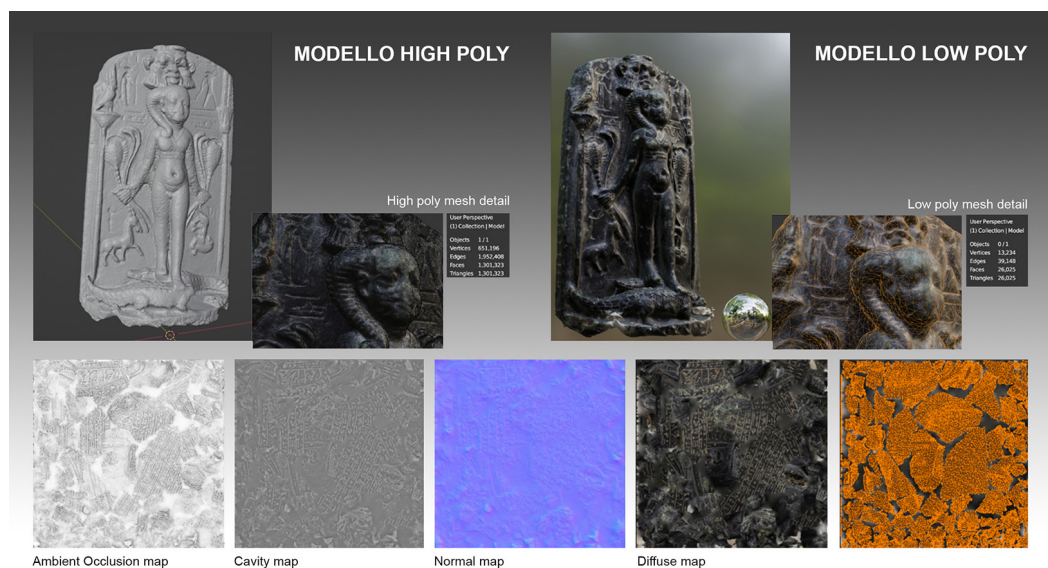 MODELLO HIGH POLY
MODELLO LOW POLY
High poly mesh detail
User Perspective
(1) Collection | Model
Objects 1/1
Vertices 651,196
Edges 1,952,408
Faces 1,301,323
Triangles 1,301,323
Low poly mesh detail
User Perspective
(1) Collection | Model
Objects 0/1
Vertices 13,234
Edges 39,148
Faces 26,025
Triangles 26,025
Ambient Occlusion map
Cavity map
Normal map
Diffuse map